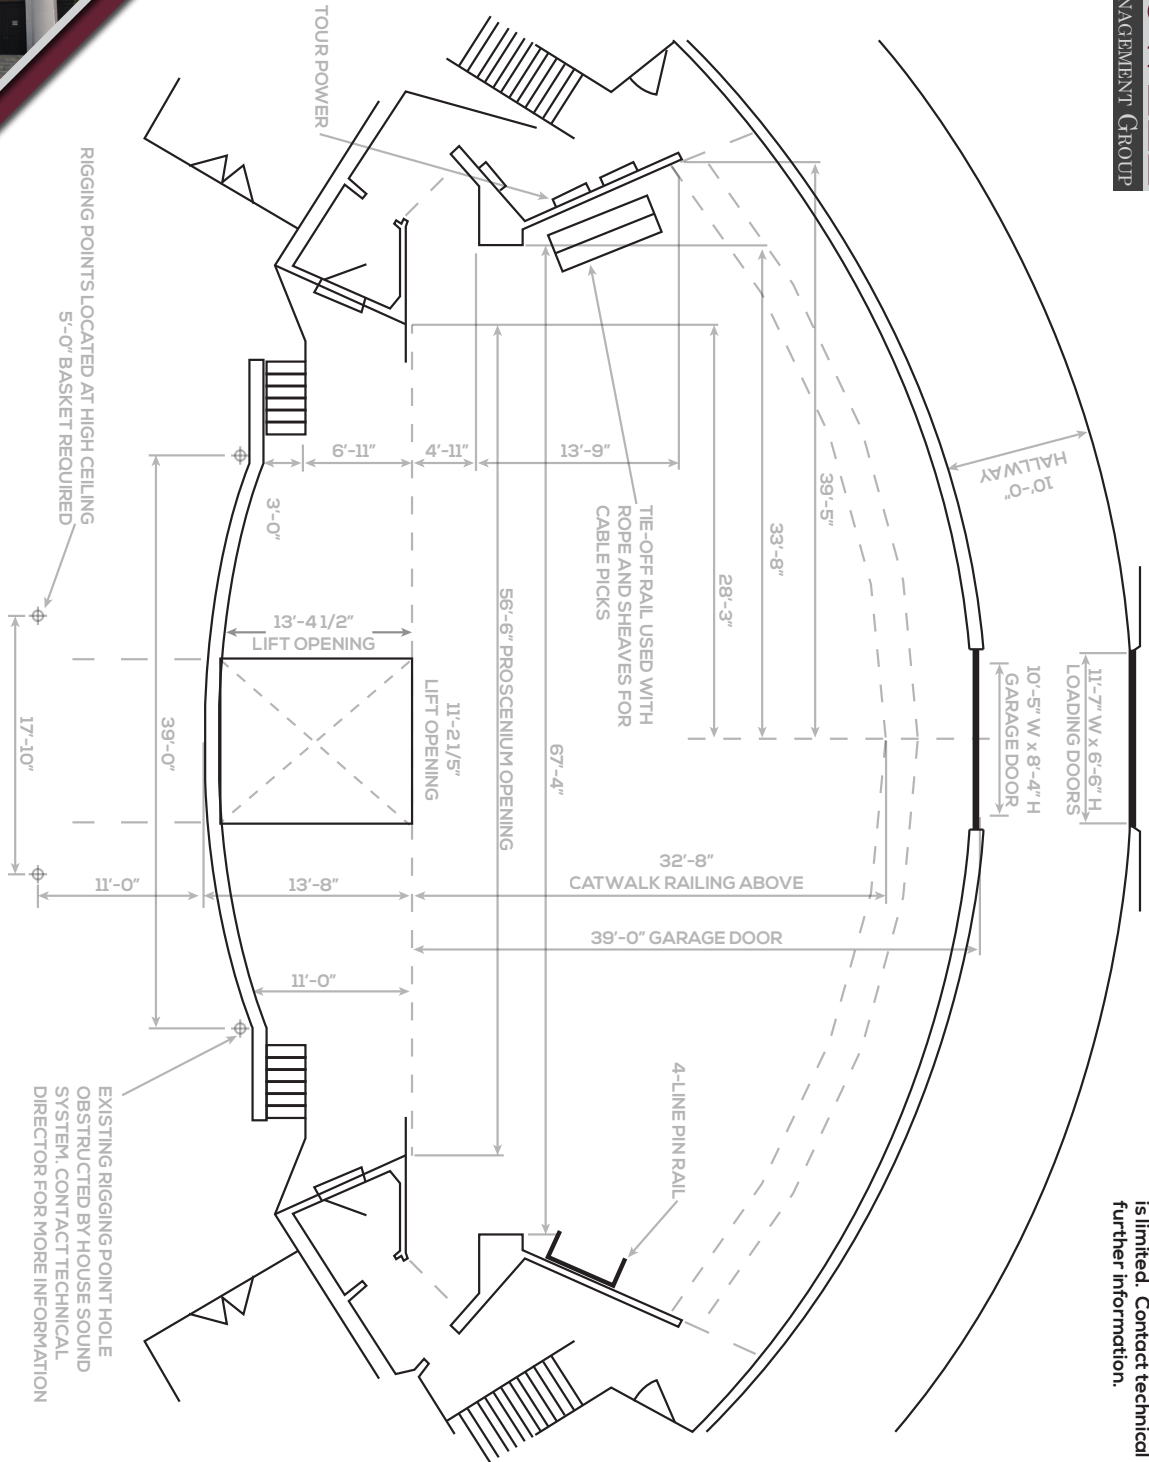 NAGEMENT GROUP
is limited. Contact technical
further information.
TOUR POWER
10'-0"
HALLWAY
11'-7" W x 6'-6" H
LOADING DOORS
10'-5" W x 8'-4" H
GARAGE DOOR
39'-5"
33'-8"
28'-3"
TIE-OFF RAIL USED WITH
ROPE AND SHEAVES FOR
CABLE PICKS
6'-11"
4'-11"
13'-9"
3'-0"
67'-4"
56'-6" PROSCENIUM OPENING
11'-2 1/5"
LIFT OPENING
13'-4 1/2"
LIFT OPENING
32'-8"
CATWALK RAILING ABOVE
39'-0" GARAGE DOOR
4-LINE PIN RAIL
11'-0"
13'-8"
11'-0"
39'-0"
17'-10"
RIGGING POINTS LOCATED AT HIGH CEILING
5'-0" BASKET REQUIRED
EXISTING RIGGING POINT HOLE
OBSTRUCTED BY HOUSE SOUND
SYSTEM. CONTACT TECHNICAL
DIRECTOR FOR MORE INFORMATION